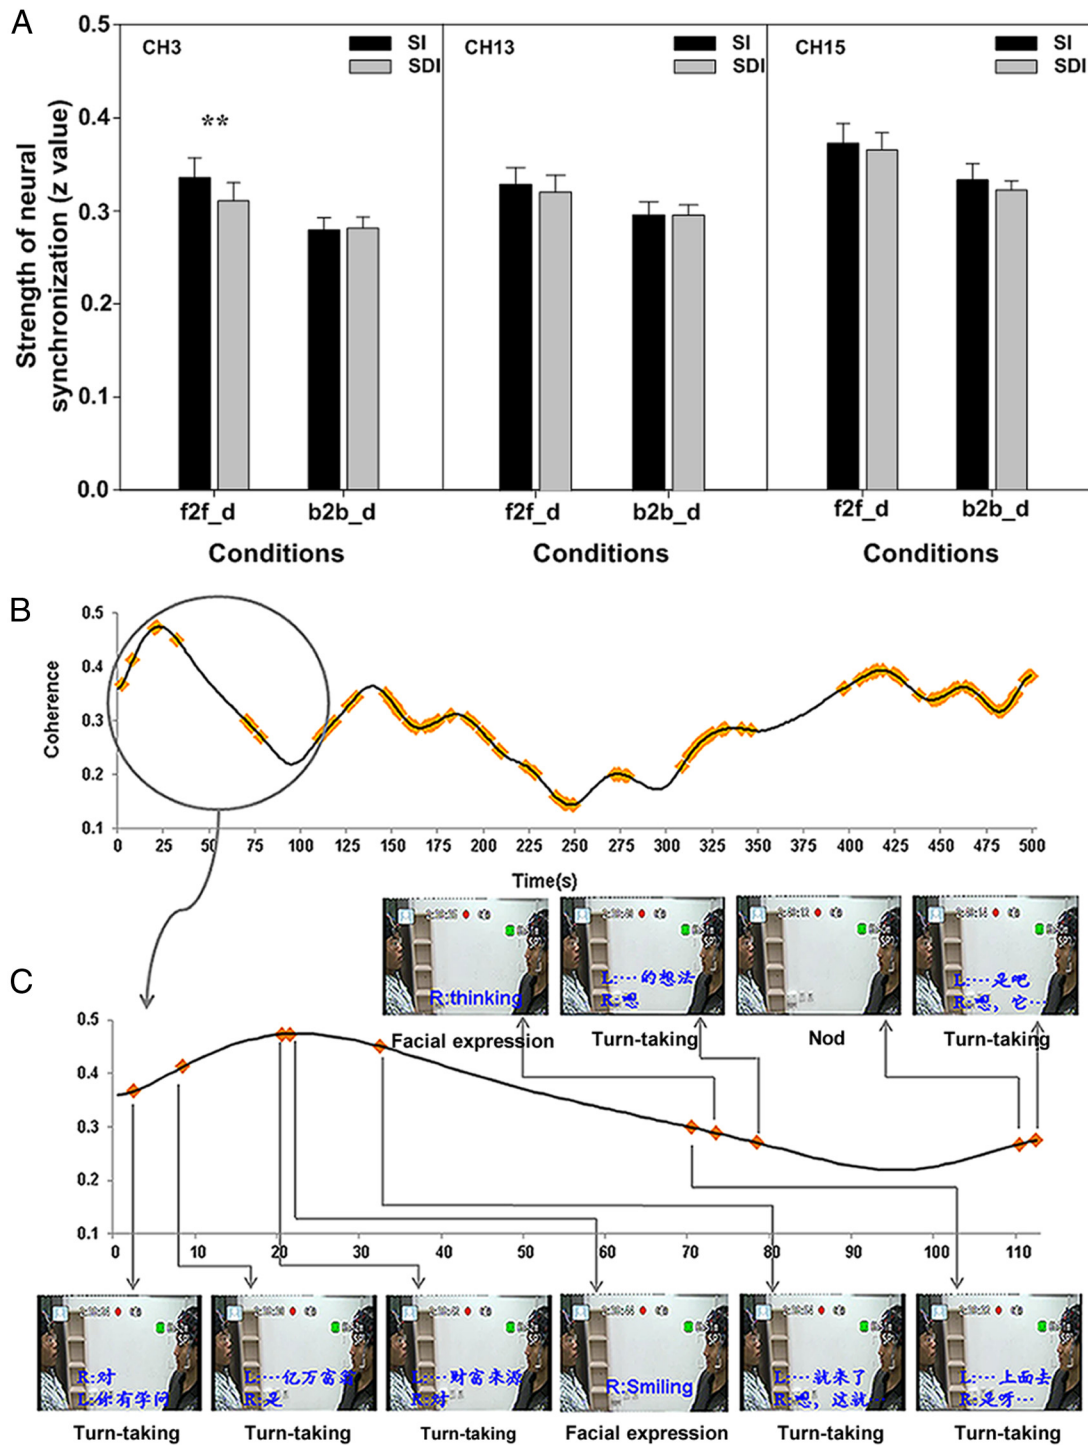 A
CH3
SI
SDI
CH13
SI
SDI
CH15
SI
SDI
Strength of neural
synchronization (z value)
0.5
0.4
0.3
0.2
0.1
0.0
**
f2f_d
b2b_d
f2f_d
b2b_d
f2f_d
b2b_d
Conditions
Conditions
Conditions
B
Coherence
0.5
0.4
0.3
0.2
0.1
0 25 50 75 100 125 150 175 200 225 250 275 300 325 350 375 400 425 450 475 500
Time(s)
R:thinking
L:…的想法
R:嗯
L:…是吧
R:嗯，它…
Facial expression
Turn-taking
Nod
Turn-taking
C
0.5
0.4
0.3
0.2
0.1
0 10 20 30 40 50 60 70 80 90 100 110
R:对
L:你有学问
L:…亿万富翁
R:是
L:…财富来源
R:对
R:Smiling
L:…就来了
R:嗯，这就…
L:…上面去
R:是呀…
Turn-taking
Turn-taking
Turn-taking
Facial expression
Turn-taking
Turn-taking